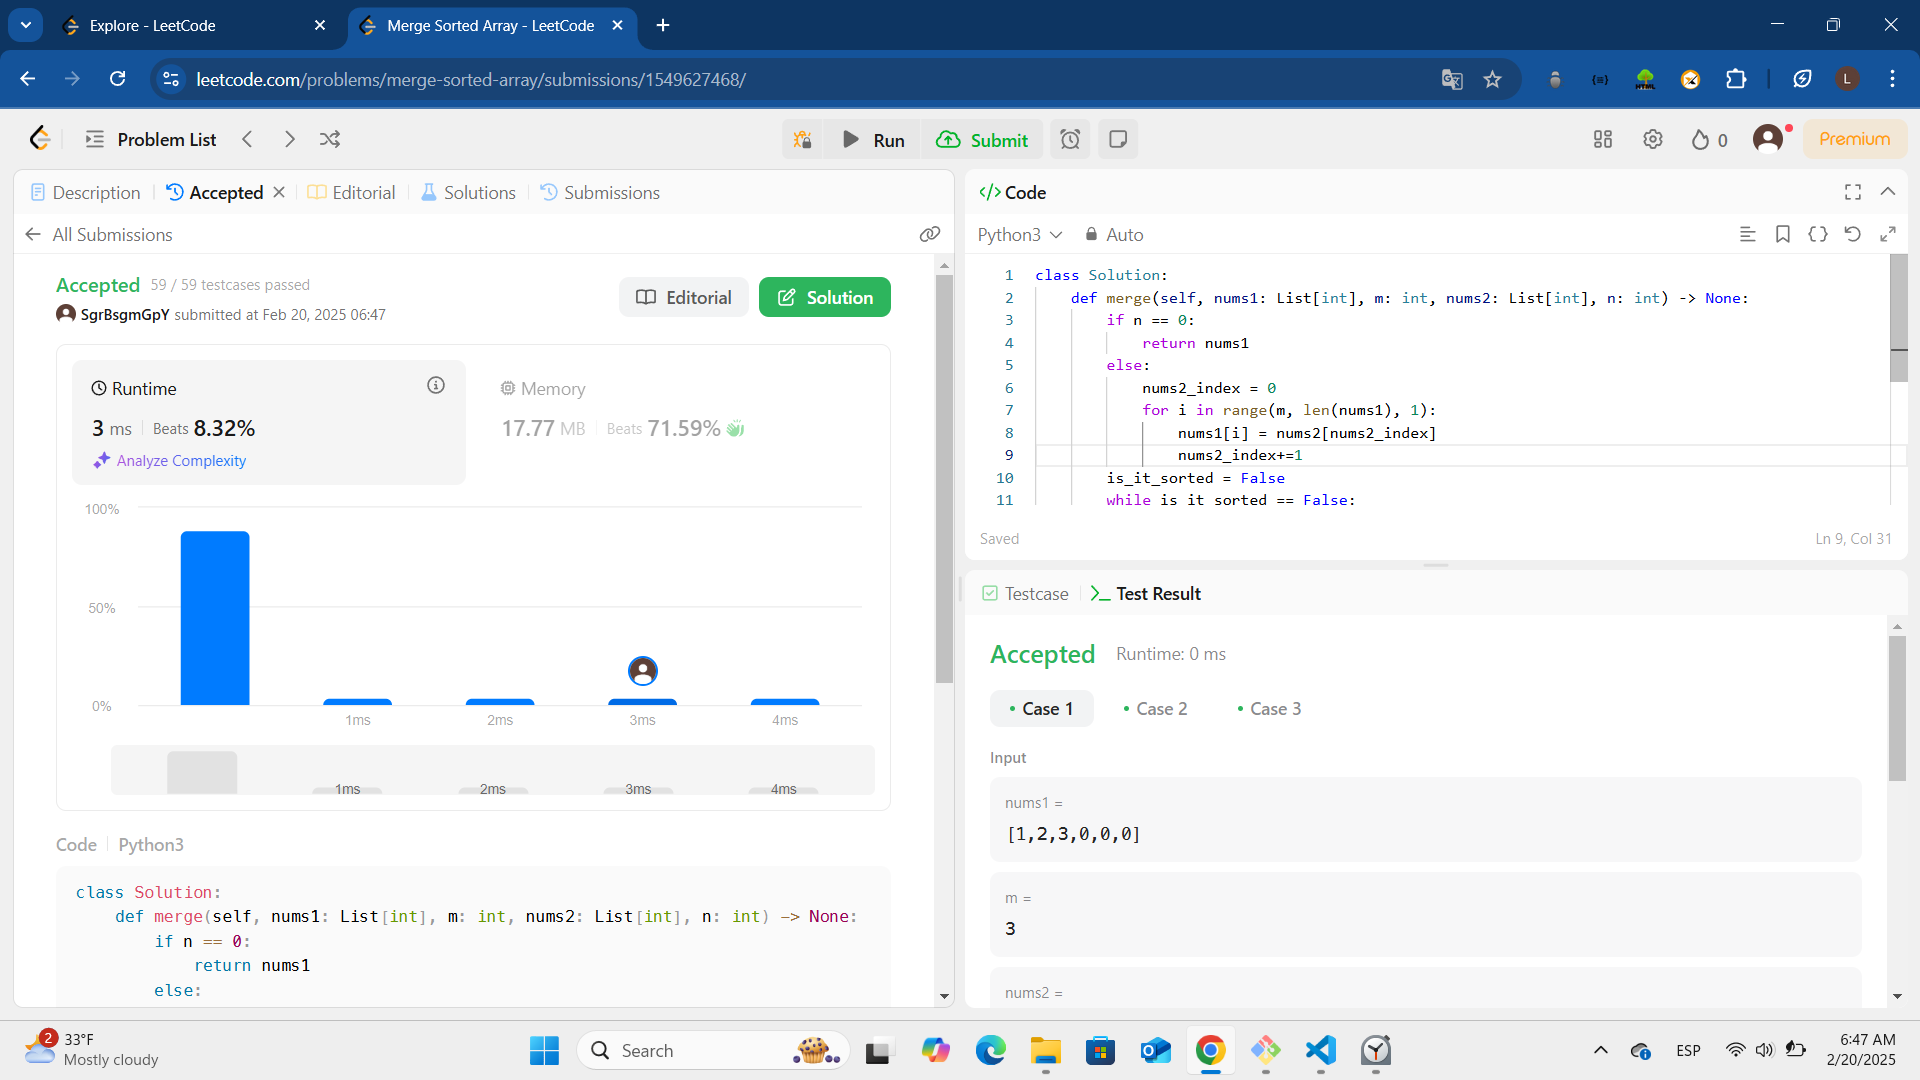 Explore - LeetCode
Merge Sorted Array - LeetCode
leetcode.com/problems/merge-sorted-array/submissions/1549627468/
L
Problem List
Run
Submit
0
Premium
Description
Accepted
Editorial
Solutions
Submissions
All Submissions
Accepted 59 / 59 testcases passed
SgrBsgmGpY submitted at Feb 20, 2025 06:47
Editorial
Solution
Runtime
3 ms Beats 8.32%
Analyze Complexity
Memory
17.77 MB Beats 71.59%
100%
50%
0%
1ms 2ms 3ms 4ms
1ms 2ms 3ms 4ms
Code Python3
class Solution:
def merge(self, nums1: List[int], m: int, nums2: List[int], n: int) -> None:
if n == 0:
return nums1
else:
Code
Python3 Auto
1 class Solution:
2 def merge(self, nums1: List[int], m: int, nums2: List[int], n: int) -> None:
3 if n == 0:
4 return nums1
5 else:
6 nums2_index = 0
7 for i in range(m, len(nums1), 1):
8 nums1[i] = nums2[nums2_index]
9 nums2_index+=1
10 is_it_sorted = False
11 while is_it_sorted == False:
Saved
Ln 9, Col 31
Testcase
Test Result
Accepted Runtime: 0 ms
Case 1 Case 2 Case 3
Input
nums1 =
[1,2,3,0,0,0]
m =
3
nums2 =
2
33°F
Mostly cloudy
Search
ESP
6:47 AM
2/20/2025